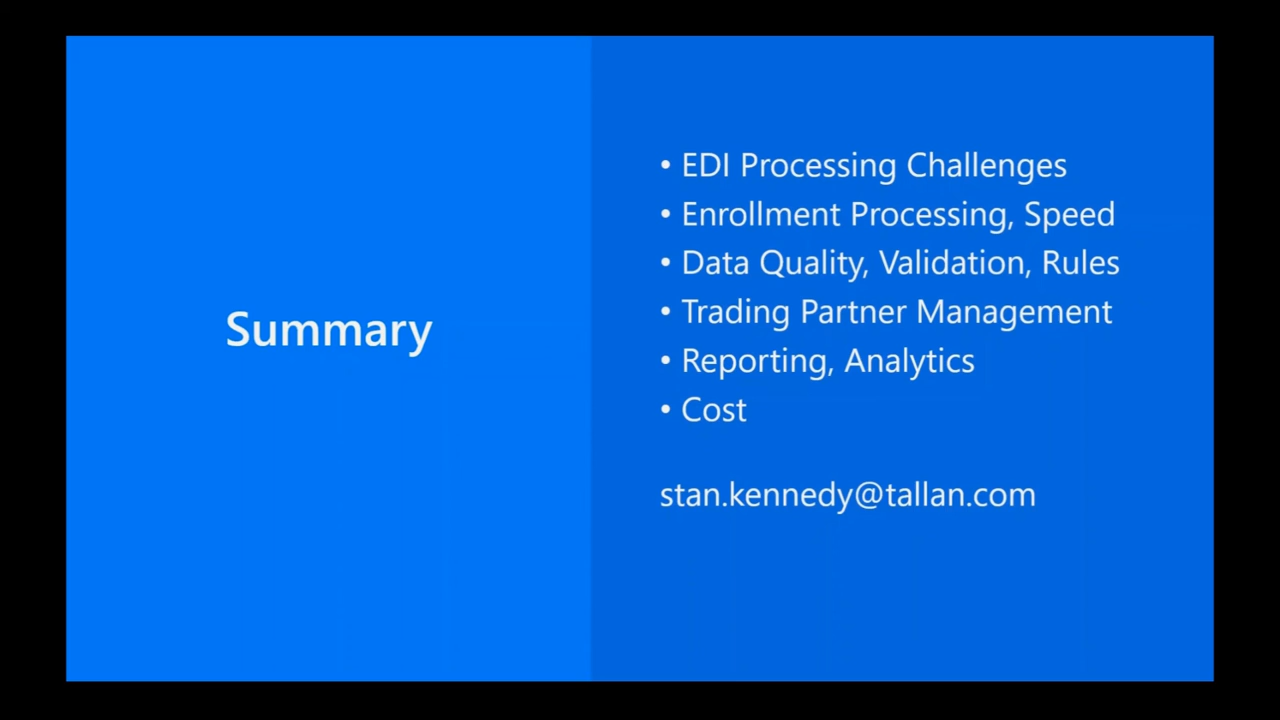 Summary
• EDI Processing Challenges
• Enrollment Processing, Speed
• Data Quality, Validation, Rules
• Trading Partner Management
• Reporting, Analytics
• Cost
stan.kennedy@tallan.com